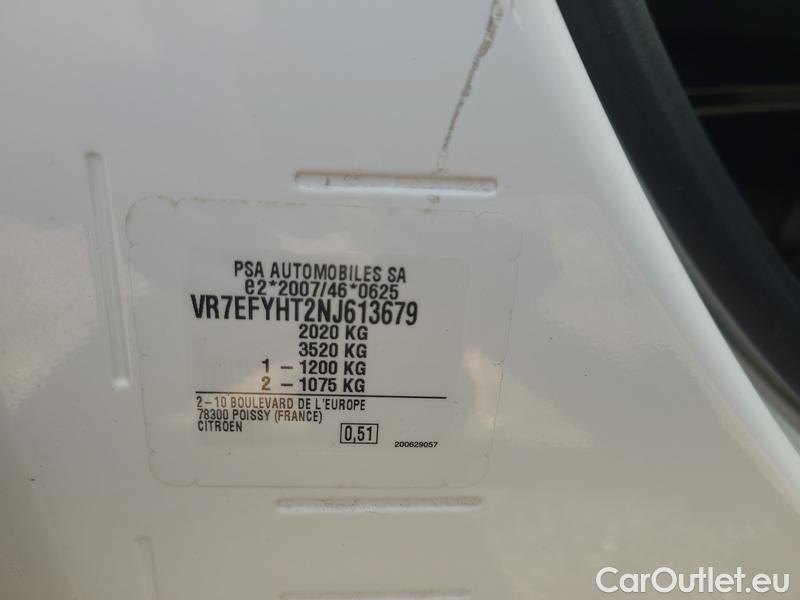 PSA AUTOMOBILES SA
e2*2007/46*0625
VR7EFYHT2NJ613679
2020 KG
3520 KG
1 - 1200 KG
2 - 1075 KG
2-10 BOULEVARD DE L'EUROPE
78300 POISSY (FRANCE)
CITROEN
0,51
200629057
CarOutlet.eu